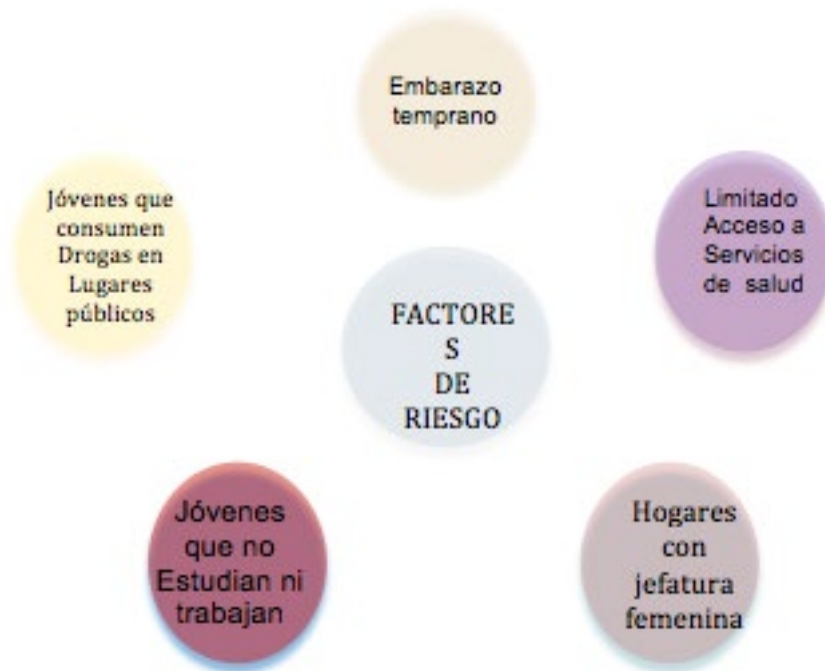 Embarazo
temprano
Jóvenes que
consumen
Drogas en
Lugares
públicos
Limitado
Acceso a
Servicios
de salud
FACTORE
S
DE
RIESGO
Jóvenes
que no
Estudian ni
trabajan
Hogares
con
jefatura
femenina